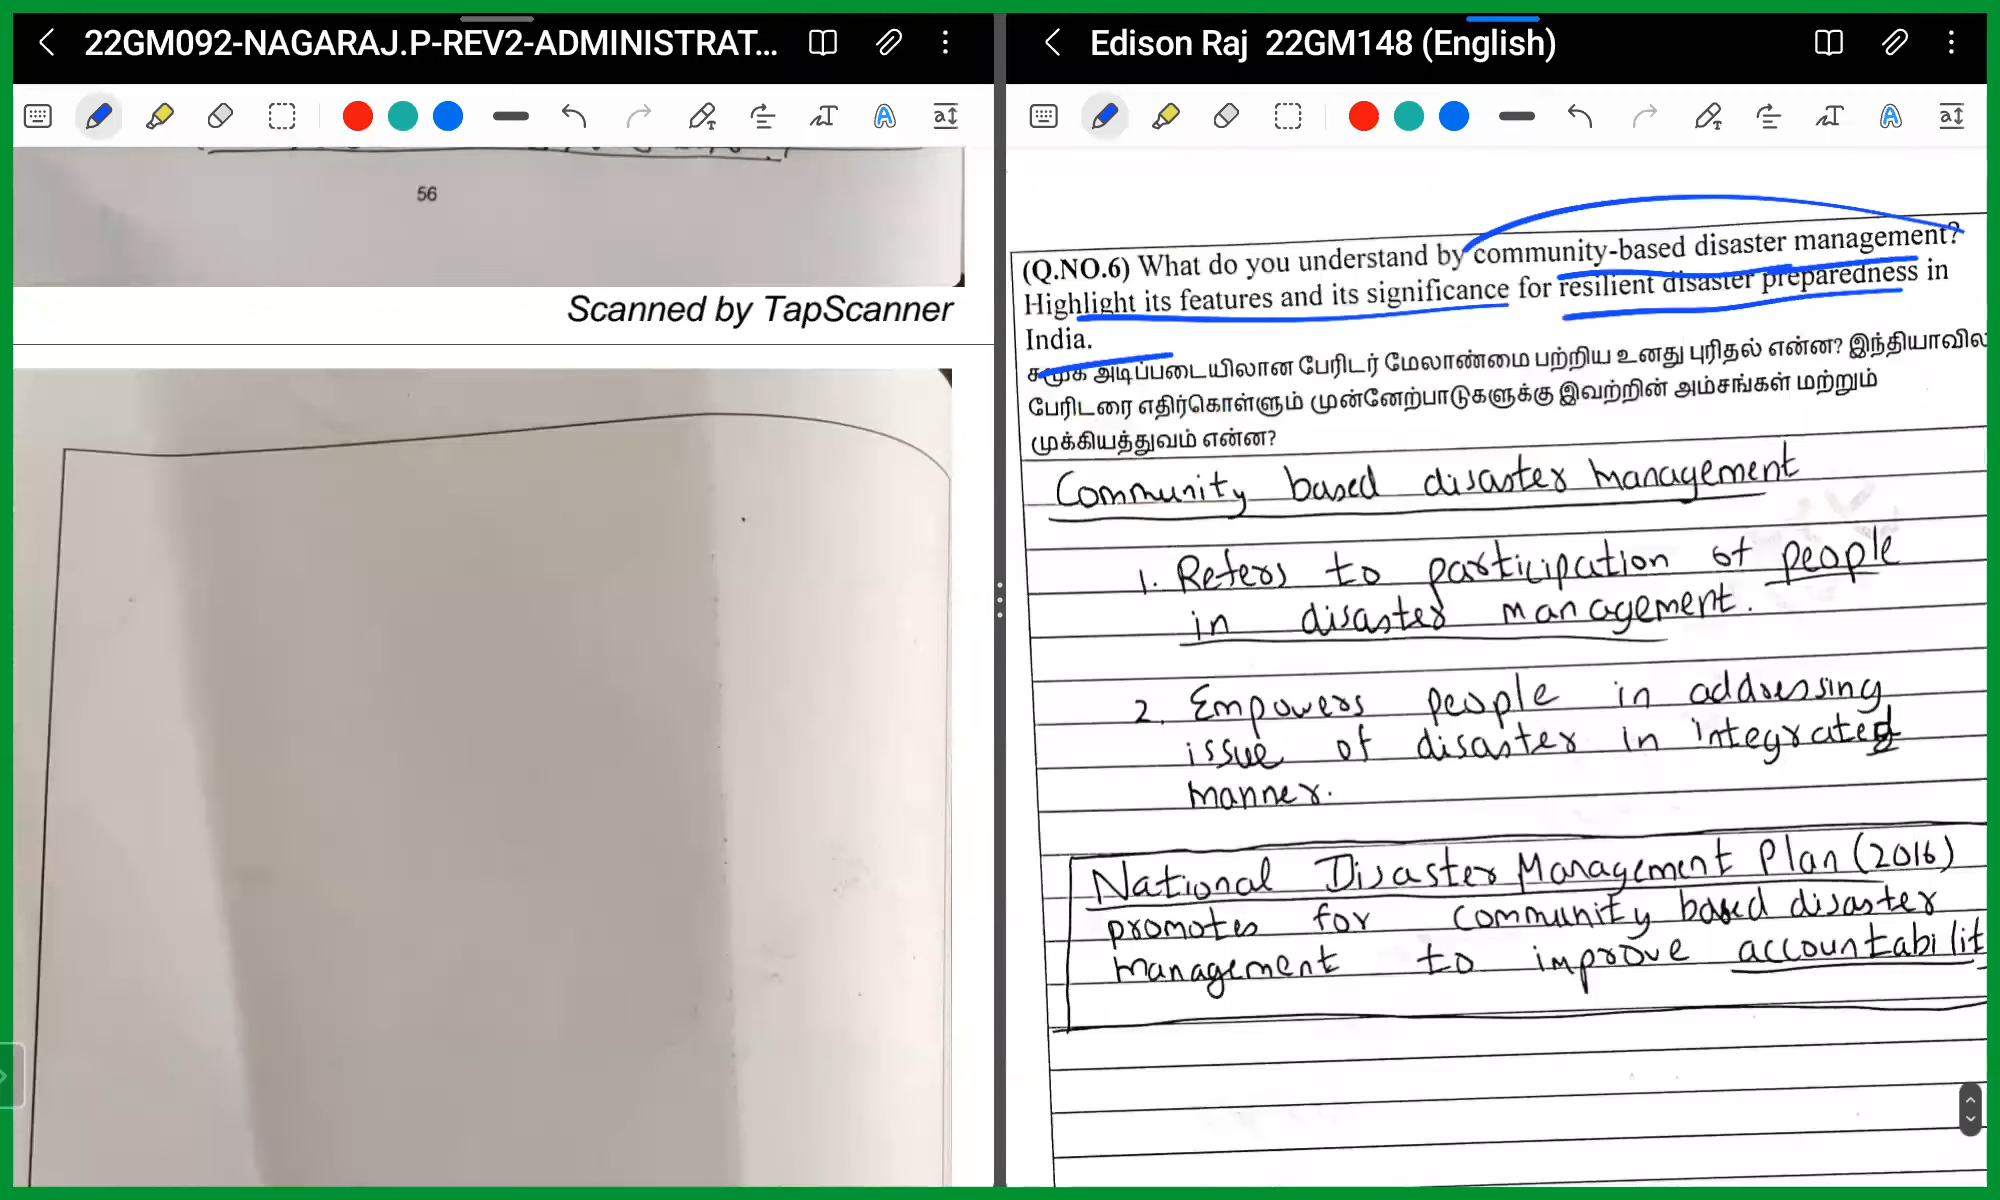 22GM092-NAGARAJ.P-REV2-ADMINISTRAT...
56
Scanned by TapScanner
Edison Raj 22GM148 (English)
(Q.NO.6) What do you understand by community-based disaster management?
Highlight its features and its significance for resilient disaster preparedness in
India.
சமூக அடிப்படையிலான பேரிடர் மேலாண்மை பற்றிய உனது புரிதல் என்ன? இந்தியாவில்
பேரிடரை எதிர்கொள்ளும் முன்னேற்பாடுகளுக்கு இவற்றின் அம்சங்கள் மற்றும்
முக்கியத்துவம் என்ன?
Community based disaster management
1. Refers to participation of people
in disaster management.
2. Empowers people in addressing
issue of disaster in integrated
manner.
National Disaster Management Plan (2016)
promotes for community based disaster
management to improve accountabilit